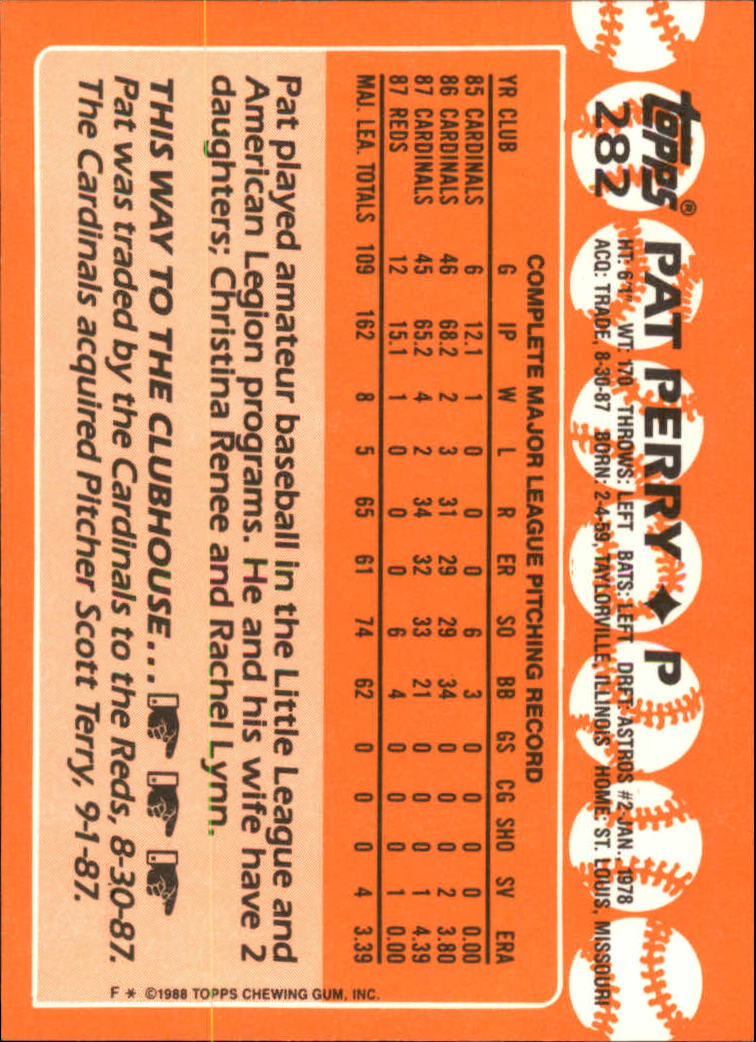 topps®
282
PAT PERRY ◆ P
HT: 6'1" WT: 170 THROWS: LEFT BATS: LEFT DRFT: ASTROS #2-JAN., 1978
ACQ: TRADE, 8-30-87 BORN: 2-4-59, TAYLORVILLE, ILLINOIS HOME: ST. LOUIS, MISSOURI
COMPLETE MAJOR LEAGUE PITCHING RECORD
YR CLUB G IP W L R ER SO BB GS CG SHO SV ERA
85 CARDINALS 6 12.1 1 0 0 0 6 3 0 0 0 0 0.00
86 CARDINALS 46 68.2 2 3 31 29 29 34 0 0 0 2 3.80
87 CARDINALS 45 65.2 4 2 34 32 33 21 0 0 0 1 4.39
87 REDS 12 15.1 1 0 0 0 6 4 0 0 0 1 0.00
MAJ. LEA. TOTALS 109 162 8 5 65 61 74 62 0 0 0 4 3.39
Pat played amateur baseball in the Little League and
American Legion programs. He and his wife have 2
daughters; Christina Renee and Rachel Lynn.
THIS WAY TO THE CLUBHOUSE...
Pat was traded by the Cardinals to the Reds, 8-30-87.
The Cardinals acquired Pitcher Scott Terry, 9-1-87.
F * ©1988 TOPPS CHEWING GUM, INC.